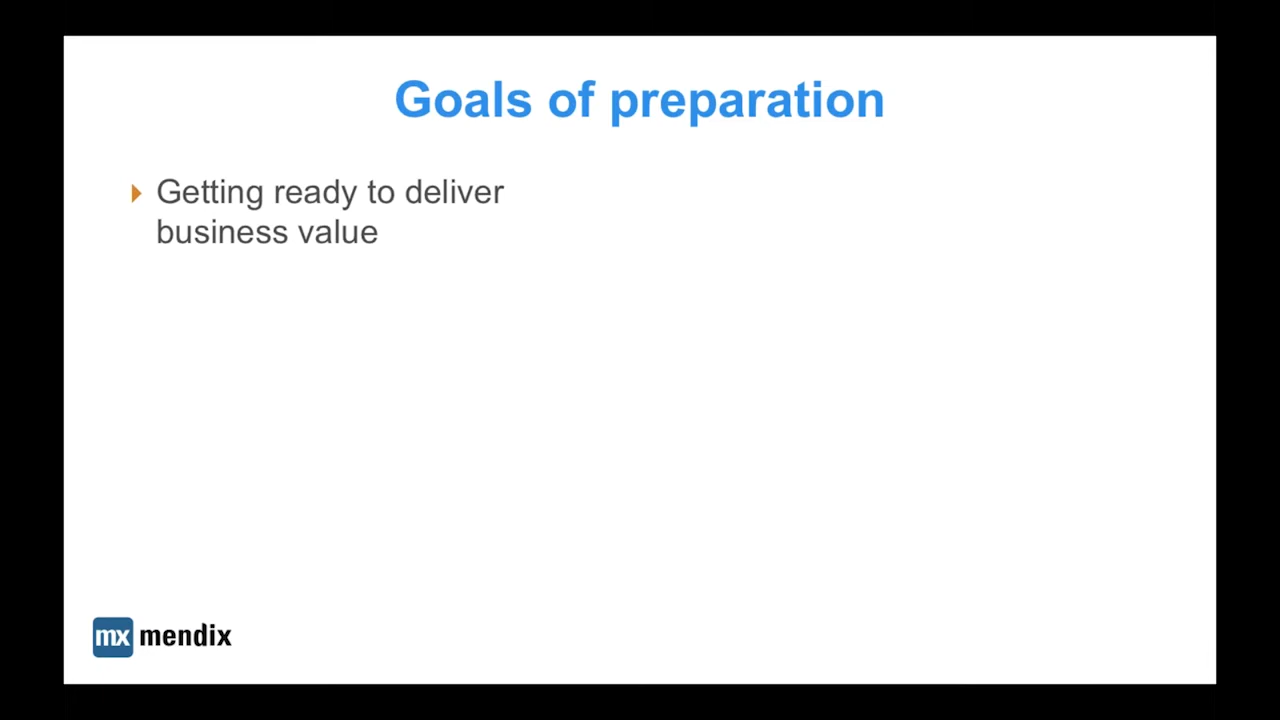 Goals of preparation
Getting ready to deliver
business value
mx mendix